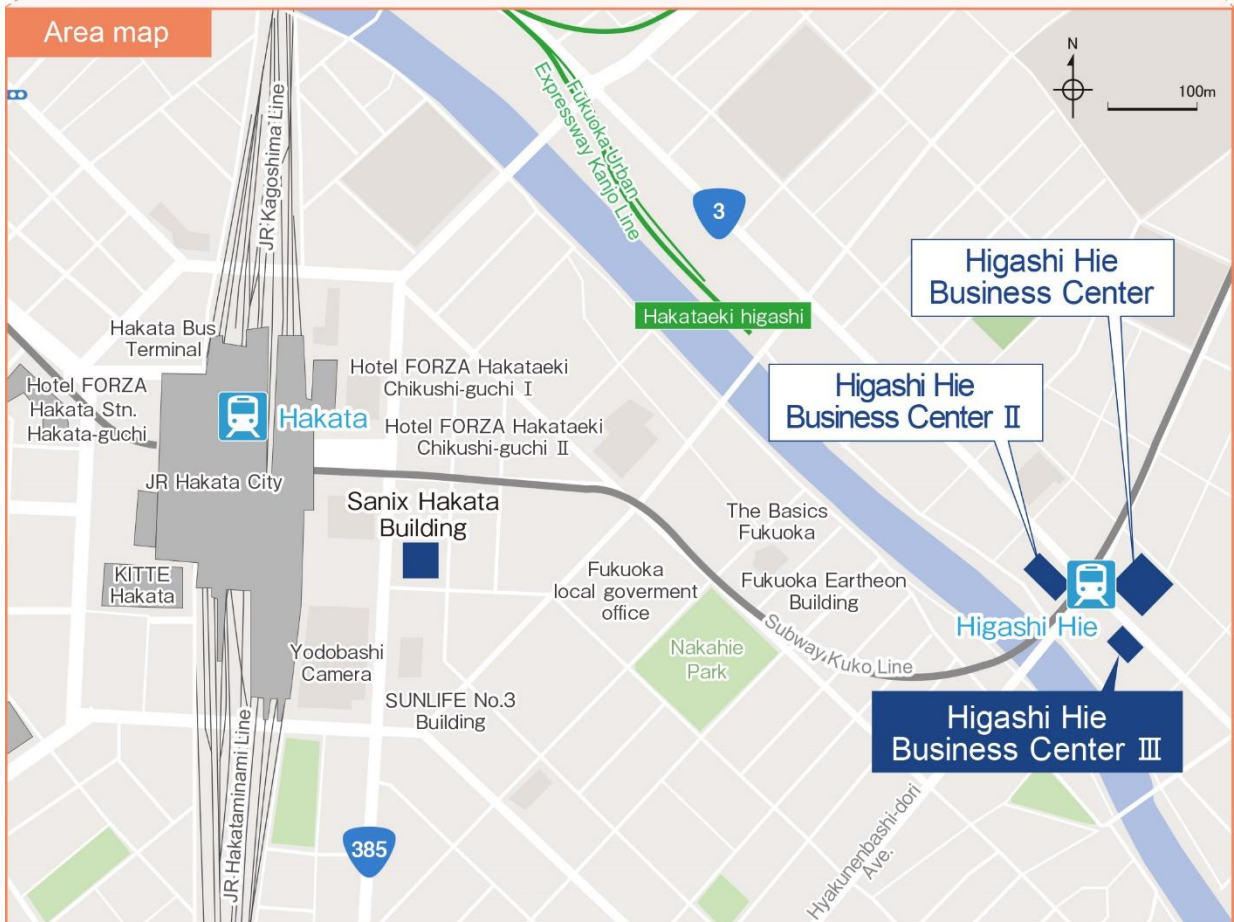 Area map
N
100m
JR Kagoshima Line
Fukuoka Urban
Expressway Kanjo Line
3
Higashi Hie
Business Center
Hakataeki higashi
Hakata Bus
Terminal
Hotel FORZA
Hakata Stn.
Hakata-guchi
Hakata
Hotel FORZA Hakataeki
Chikushi-guchi Ⅰ
Hotel FORZA Hakataeki
Chikushi-guchi Ⅱ
Higashi Hie
Business Center Ⅱ
JR Hakata City
Sanix Hakata
Building
The Basics
Fukuoka
KITTE
Hakata
Fukuoka
local goverment
office
Fukuoka Eartheon
Building
Higashi Hie
Subway Kuko Line
Nakahie
Park
Yodobashi
Camera
SUNLIFE No.3
Building
Higashi Hie
Business Center Ⅲ
JR Hakataminami Line
385
Hyakunenbashi-dori
Ave.